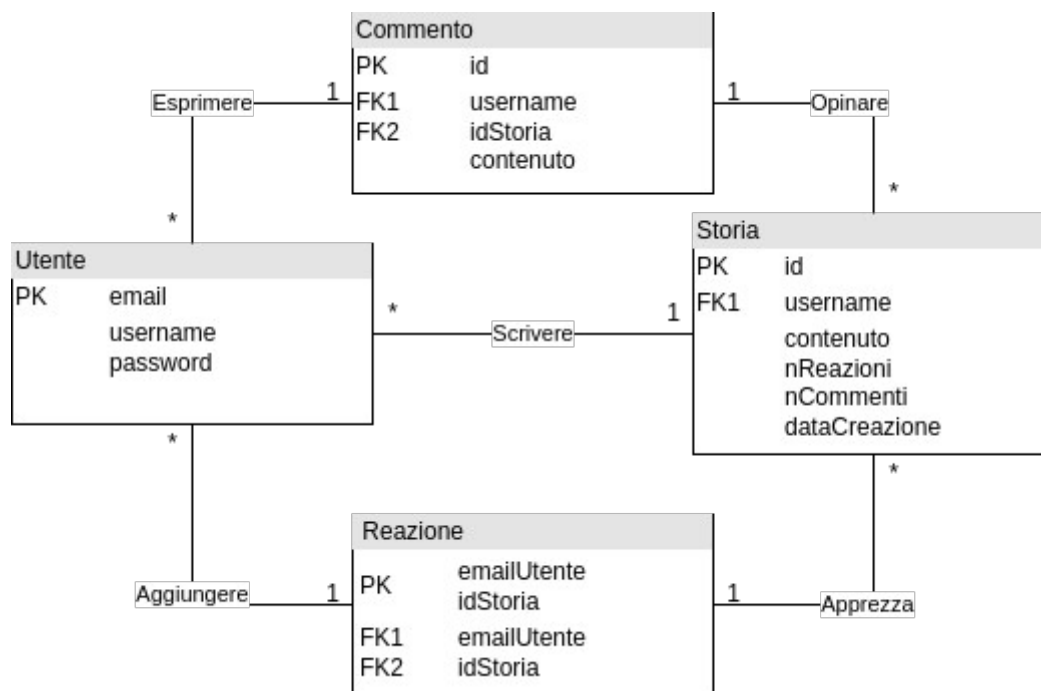 Commento
PK id
FK1 username
FK2 idStoria
contenuto
Esprimere
1
1
Opinare
*
*
Utente
PK email
username
password
*
Scrivere
1
Storia
PK id
FK1 username
contenuto
nReazioni
nCommenti
dataCreazione
*
*
Reazione
PK emailUtente
idStoria
FK1 emailUtente
FK2 idStoria
Aggiungere
1
1
Apprezza